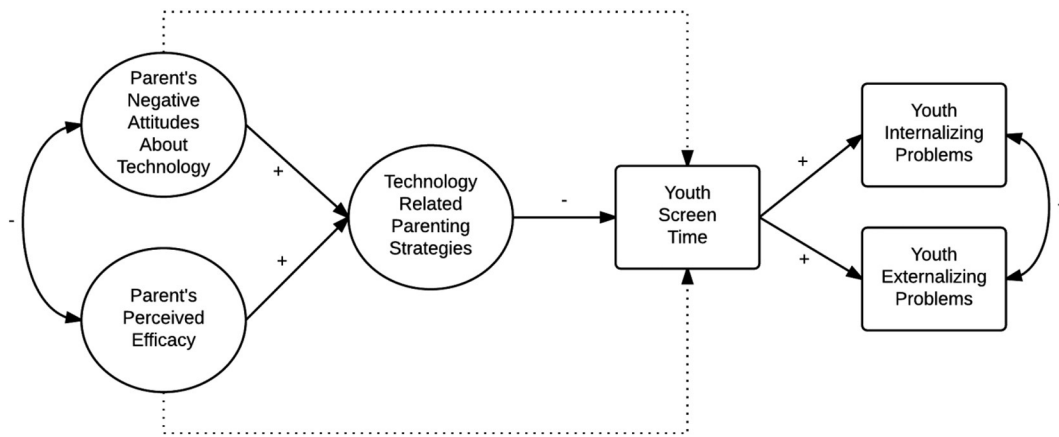 Parent's
Negative
Attitudes
About
Technology
+
-
Parent's
Perceived
Efficacy
+
Technology
Related
Parenting
Strategies
-
Youth
Screen
Time
+
+
Youth
Internalizing
Problems
Youth
Externalizing
Problems